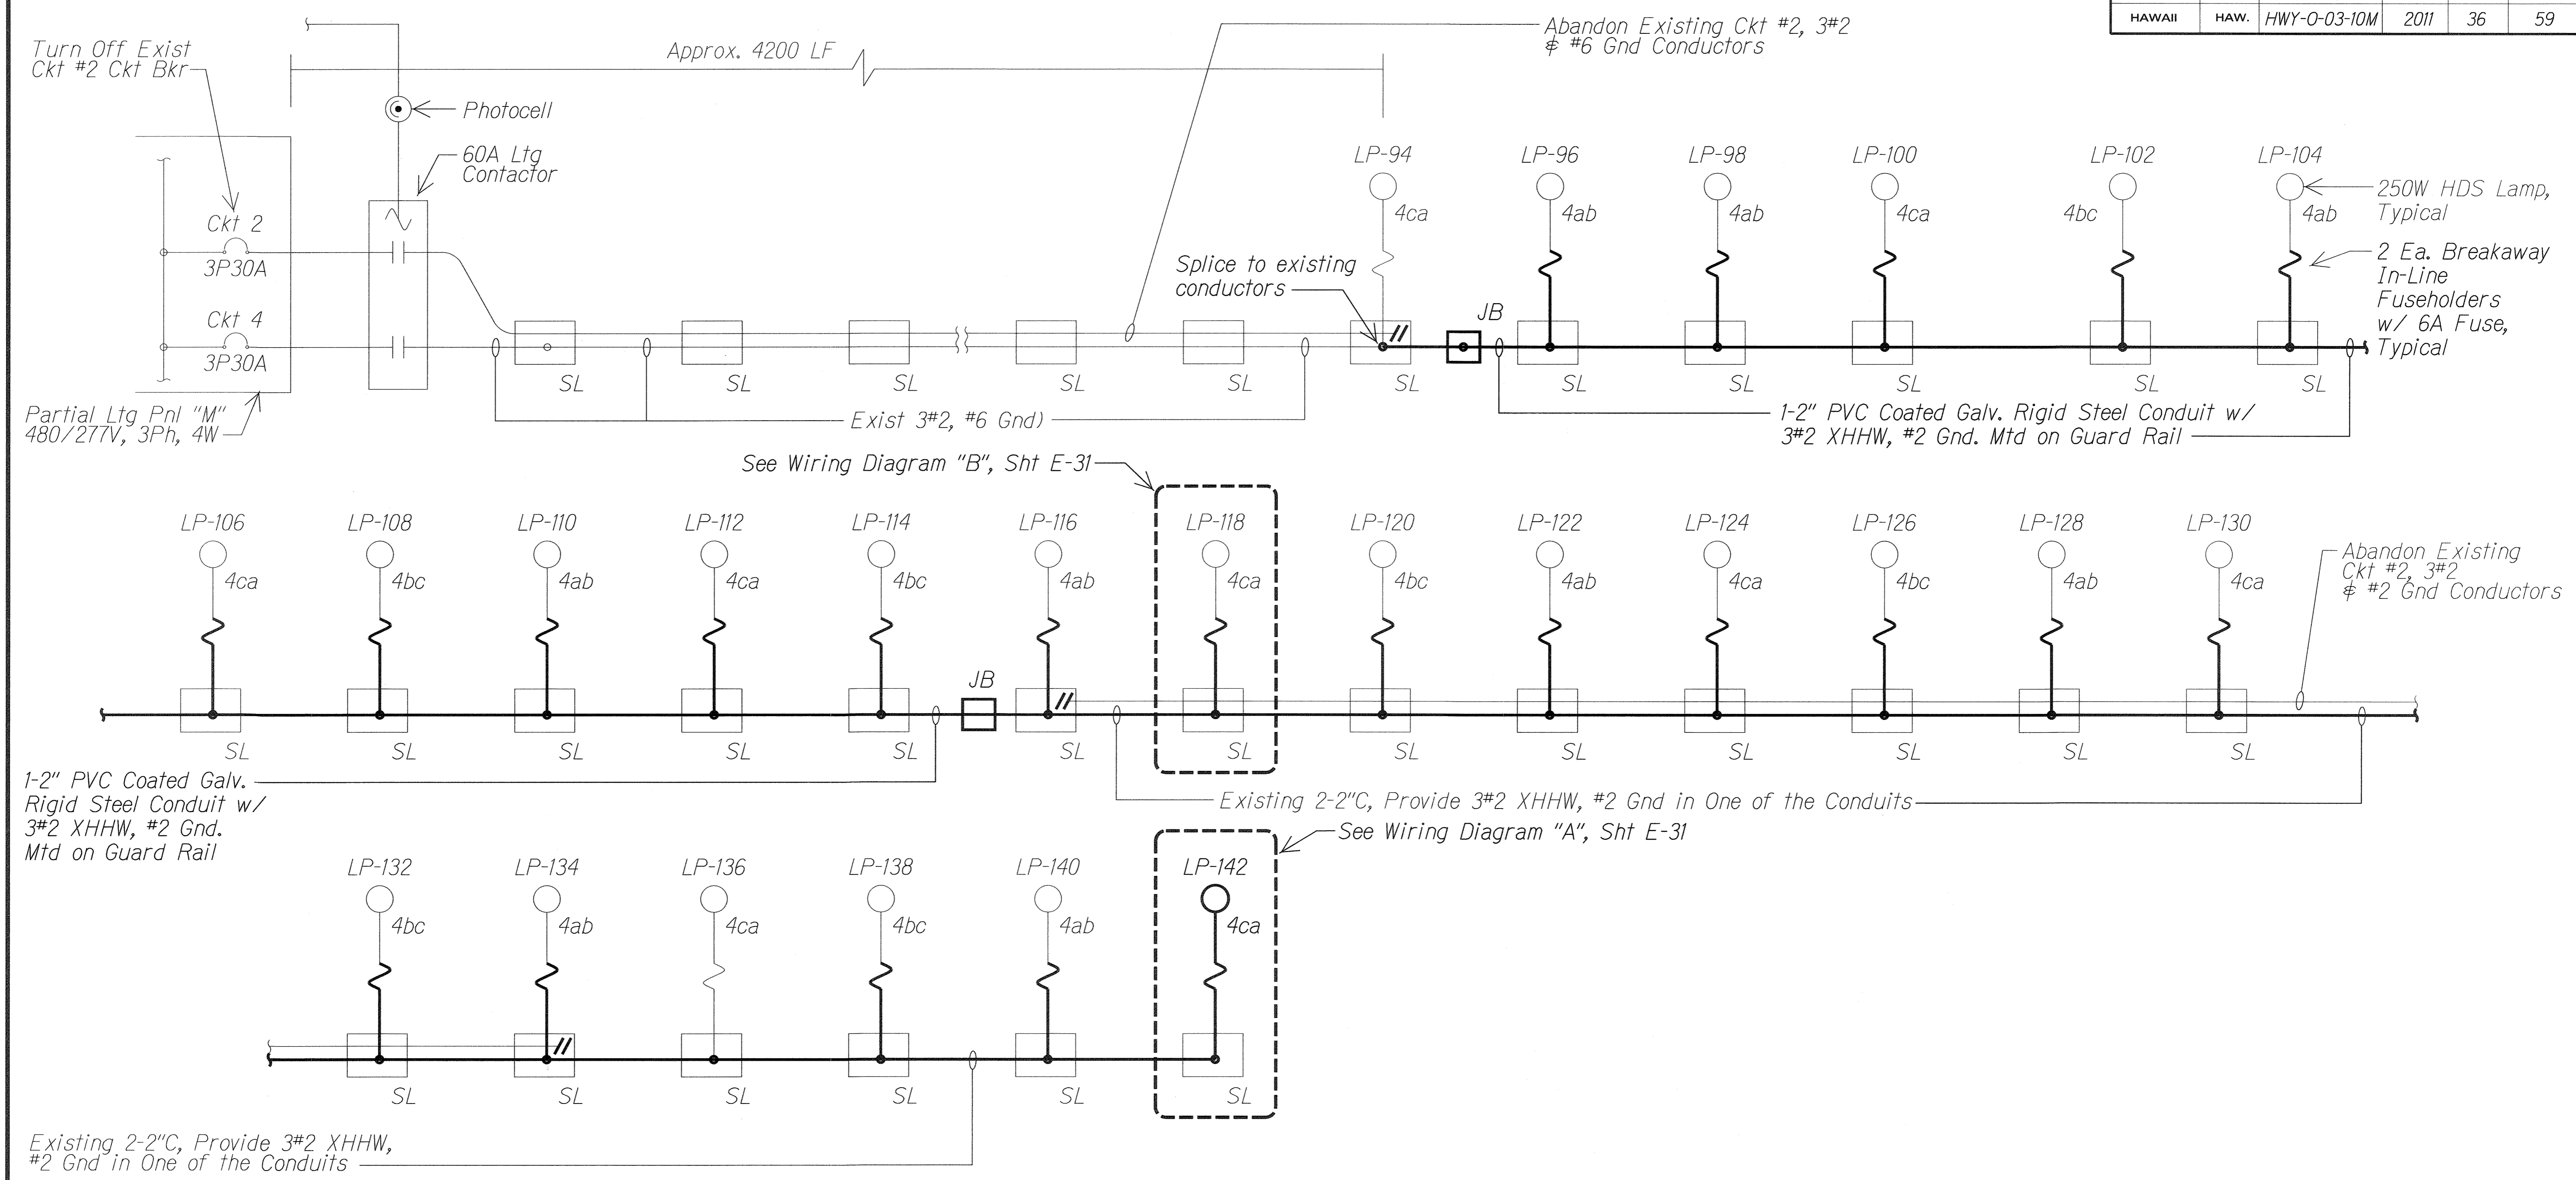 HAWAII HAW. HWY-O-03-10M 2011 36 59
Turn Off Exist
Ckt #2 Ckt Bkr
Approx. 4200 LF
Abandon Existing Ckt #2, 3#2
& #6 Gnd Conductors
Photocell
60A Ltg
Contactor
Ckt 2
3P30A
Ckt 4
3P30A
Partial Ltg Pnl "M"
480/277V, 3Ph, 4W
SL SL SL SL SL SL SL SL SL SL SL
Exist 3#2, #6 Gnd)
Splice to existing
conductors
JB
LP-94 LP-96 LP-98 LP-100 LP-102 LP-104
4ca 4ab 4ab 4ca 4bc 4ab
250W HDS Lamp,
Typical
2 Ea. Breakaway
In-Line
Fuseholders
w/ 6A Fuse,
Typical
1-2" PVC Coated Galv. Rigid Steel Conduit w/
3#2 XHHW, #2 Gnd. Mtd on Guard Rail
See Wiring Diagram "B", Sht E-31
LP-106 LP-108 LP-110 LP-112 LP-114 LP-116 LP-118 LP-120 LP-122 LP-124 LP-126 LP-128 LP-130
4ca 4bc 4ab 4ca 4bc 4ab 4ca 4bc 4ab 4ca 4bc 4ab 4ca
Abandon Existing
Ckt #2, 3#2
& #2 Gnd Conductors
JB
SL SL SL SL SL SL SL SL SL SL SL SL SL
1-2" PVC Coated Galv.
Rigid Steel Conduit w/
3#2 XHHW, #2 Gnd.
Mtd on Guard Rail
Existing 2-2"C, Provide 3#2 XHHW, #2 Gnd in One of the Conduits
See Wiring Diagram "A", Sht E-31
LP-132 LP-134 LP-136 LP-138 LP-140 LP-142
4bc 4ab 4ca 4bc 4ab 4ca
SL SL SL SL SL SL
Existing 2-2"C, Provide 3#2 XHHW,
#2 Gnd in One of the Conduits